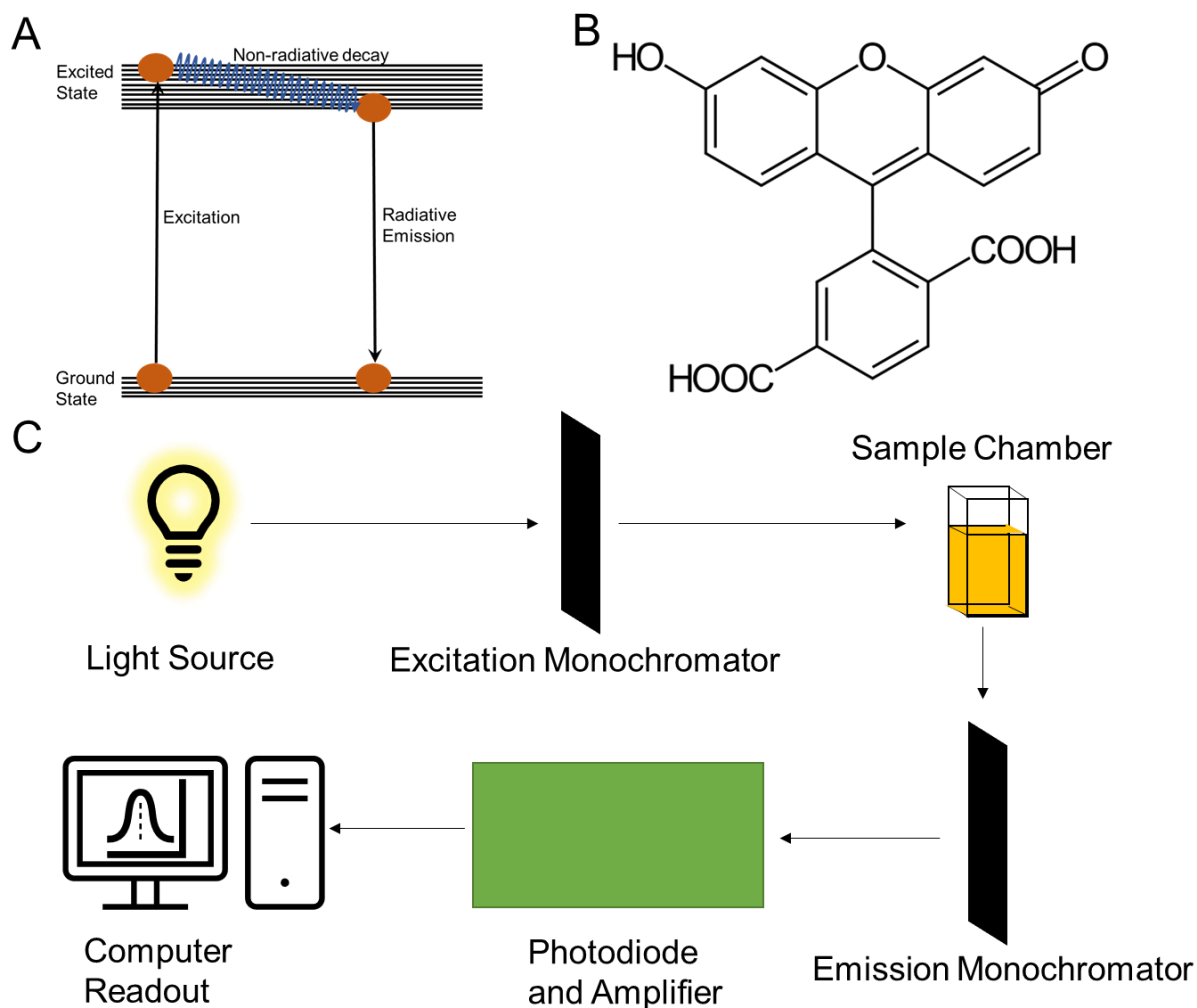 A
Non-radiative decay
Excited
State
Excitation
Radiative
Emission
Ground
State
B
HO
O
O
COOH
HOOC
C
Sample Chamber
Light Source
Excitation Monochromator
Computer
Readout
Photodiode
and Amplifier
Emission Monochromator